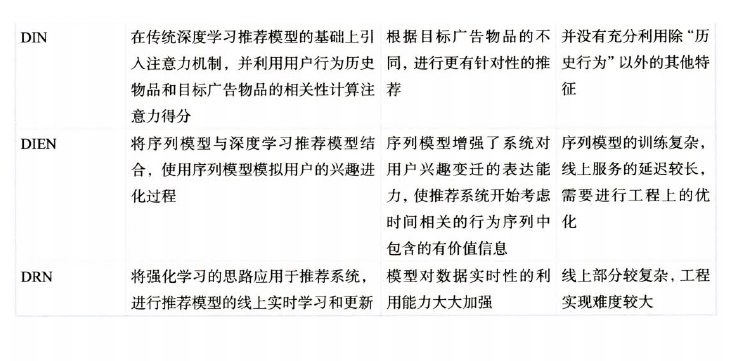 DIN
在传统深度学习推荐模型的基础上引
入注意力机制，并利用用户行为历史
物品和目标广告物品的相关性计算注
意力得分
根据目标广告物品的不
同，进行更有针对性的推
荐
并没有充分利用除“历
史行为”以外的其他特
征
DIEN
将序列模型与深度学习推荐模型结
合，使用序列模型模拟用户的兴趣进
化过程
序列模型增强了系统对
用户兴趣变迁的表达能
力，使推荐系统开始考虑
时间相关的行为序列中
包含的有价值信息
序列模型的训练复杂，
线上服务的延迟较长，
需要进行工程上的优
化
DRN
将强化学习的思路应用于推荐系统，
进行推荐模型的线上实时学习和更新
模型对数据实时性的利
用能力大大加强
线上部分较复杂，工程
实现难度较大